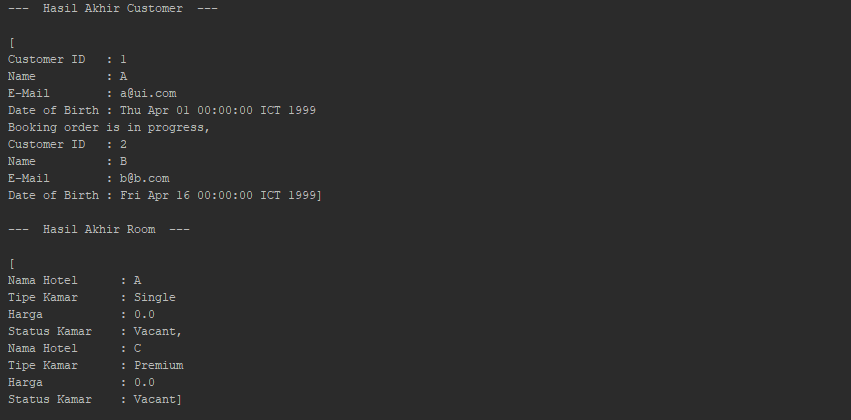 ---  Hasil Akhir Customer  ---
[
Customer ID   : 1
Name          : A
E-Mail        : a@ui.com
Date of Birth : Thu Apr 01 00:00:00 ICT 1999
Booking order is in progress,
Customer ID   : 2
Name          : B
E-Mail        : b@b.com
Date of Birth : Fri Apr 16 00:00:00 ICT 1999]
---  Hasil Akhir Room  ---
[
Nama Hotel      : A
Tipe Kamar      : Single
Harga           : 0.0
Status Kamar    : Vacant,
Nama Hotel      : C
Tipe Kamar      : Premium
Harga           : 0.0
Status Kamar    : Vacant]